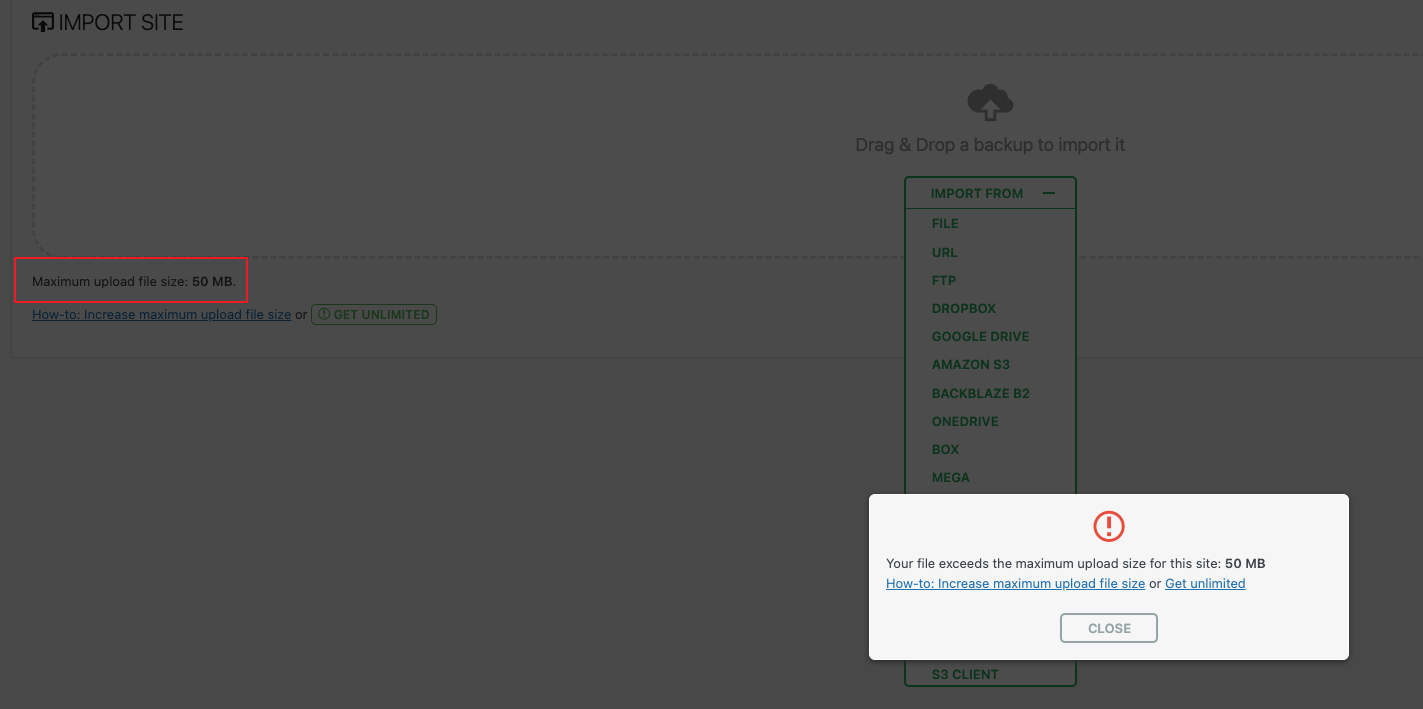 IMPORT SITE
Drag & Drop a backup to import it
IMPORT FROM
FILE
URL
FTP
DROPBOX
GOOGLE DRIVE
AMAZON S3
BACKBLAZE B2
ONEDRIVE
BOX
MEGA
S3 CLIENT
Maximum upload file size: 50 MB.
How-to: Increase maximum upload file size or GET UNLIMITED
Your file exceeds the maximum upload size for this site: 50 MB
How-to: Increase maximum upload file size or Get unlimited
CLOSE